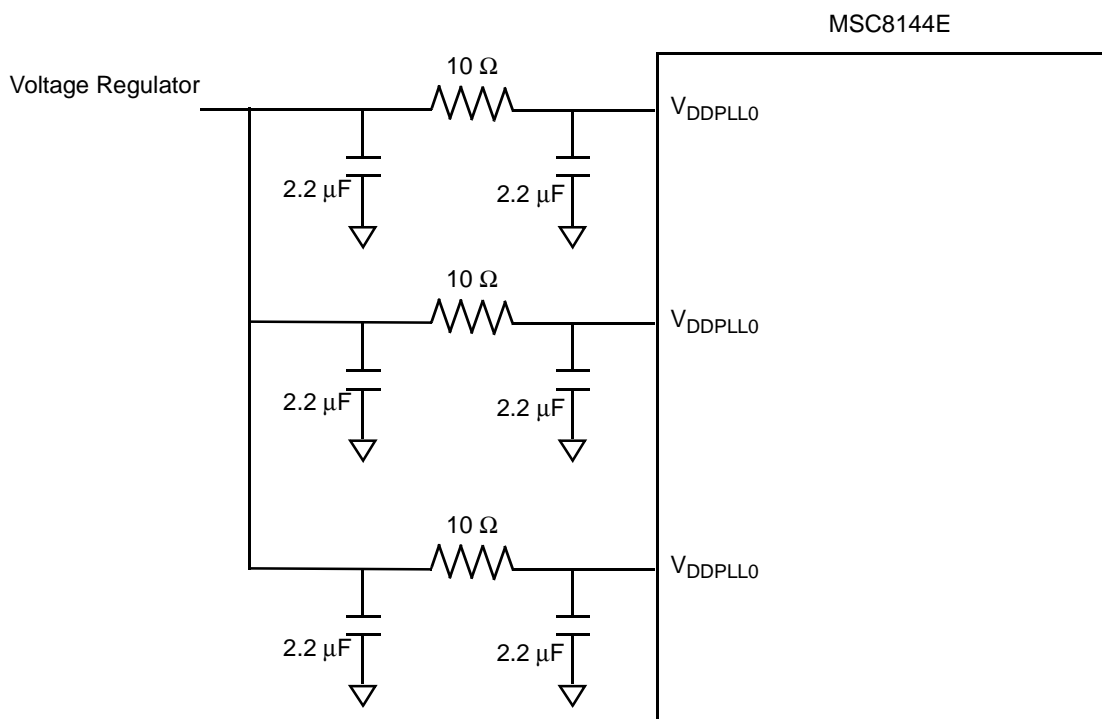 MSC8144E
Voltage Regulator
10 Ω
VDDPLL0
2.2 μF
2.2 μF
10 Ω
VDDPLL0
2.2 μF
2.2 μF
10 Ω
VDDPLL0
2.2 μF
2.2 μF